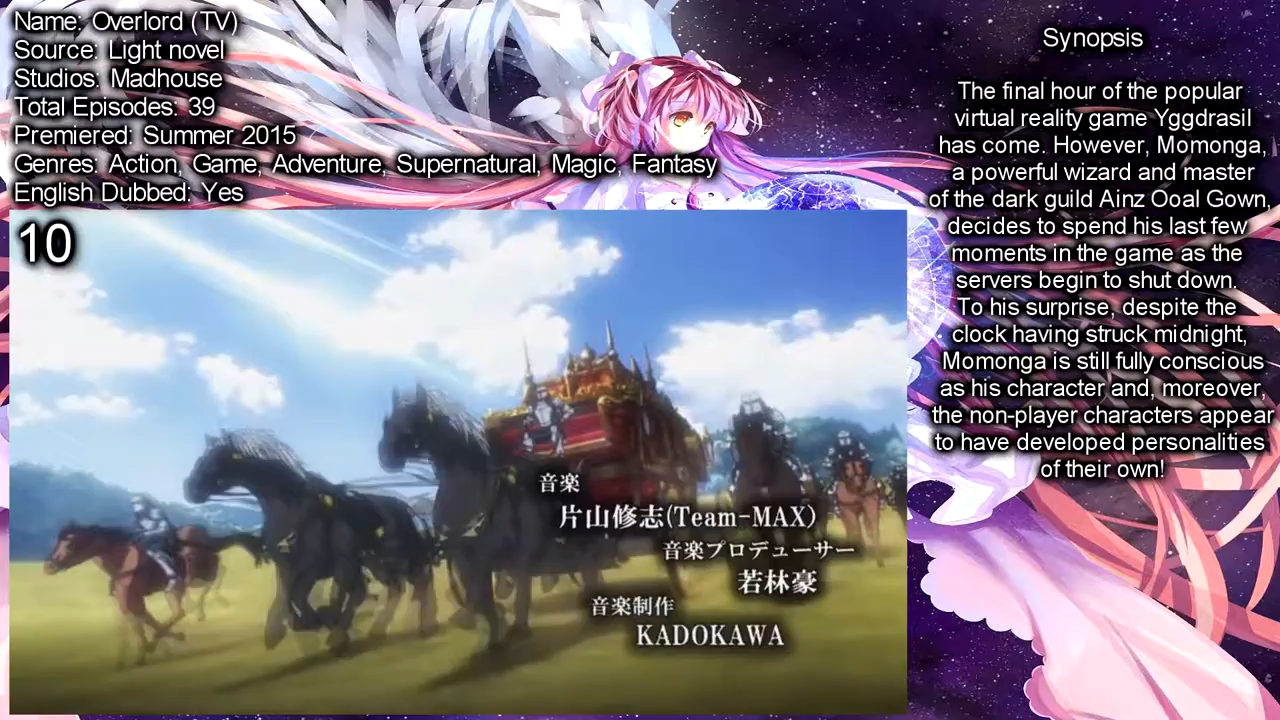 Name: Overlord (TV)
Source: Light novel
Studios: Madhouse
Total Episodes: 39
Premiered: Summer 2015
Genres: Action, Game, Adventure, Supernatural, Magic, Fantasy
English Dubbed: Yes
10
音楽
片山修志(Team-MAX)
音楽プロデューサー
若林豪
音楽制作
KADOKAWA
Synopsis
The final hour of the popular
virtual reality game Yggdrasil
has come. However, Momonga,
a powerful wizard and master
of the dark guild Ainz Ooal Gown,
decides to spend his last few
moments in the game as the
servers begin to shut down.
To his surprise, despite the
clock having struck midnight,
Momonga is still fully conscious
as his character and, moreover,
the non-player characters appear
to have developed personalities
of their own!